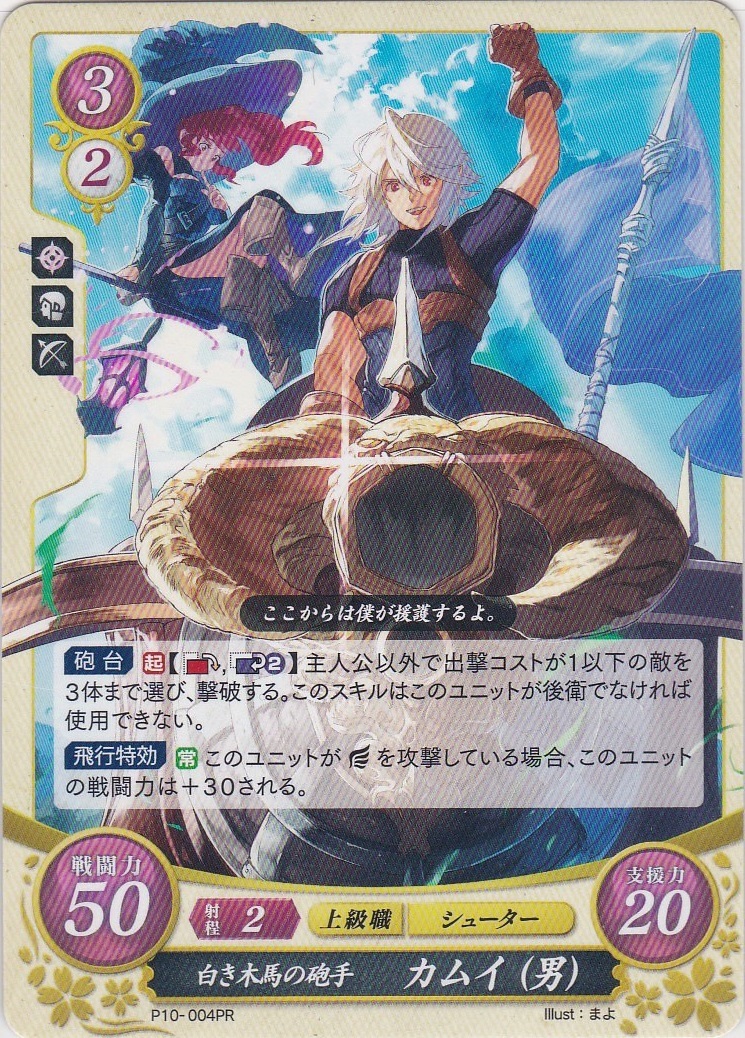 3
2
ここからは僕が援護するよ。
砲台 起【 , 2】主人公以外で出撃コストが1以下の敵を
3体まで選び、撃破する。このスキルはこのユニットが後衛でなければ
使用できない。
飛行特効 常 このユニットが を攻撃している場合、このユニット
の戦闘力は+30される。
戦闘力
50
射程 2 上級職 シューター
支援力
20
白き木馬の砲手 カムイ(男)
P10-004PR Illust：まよ